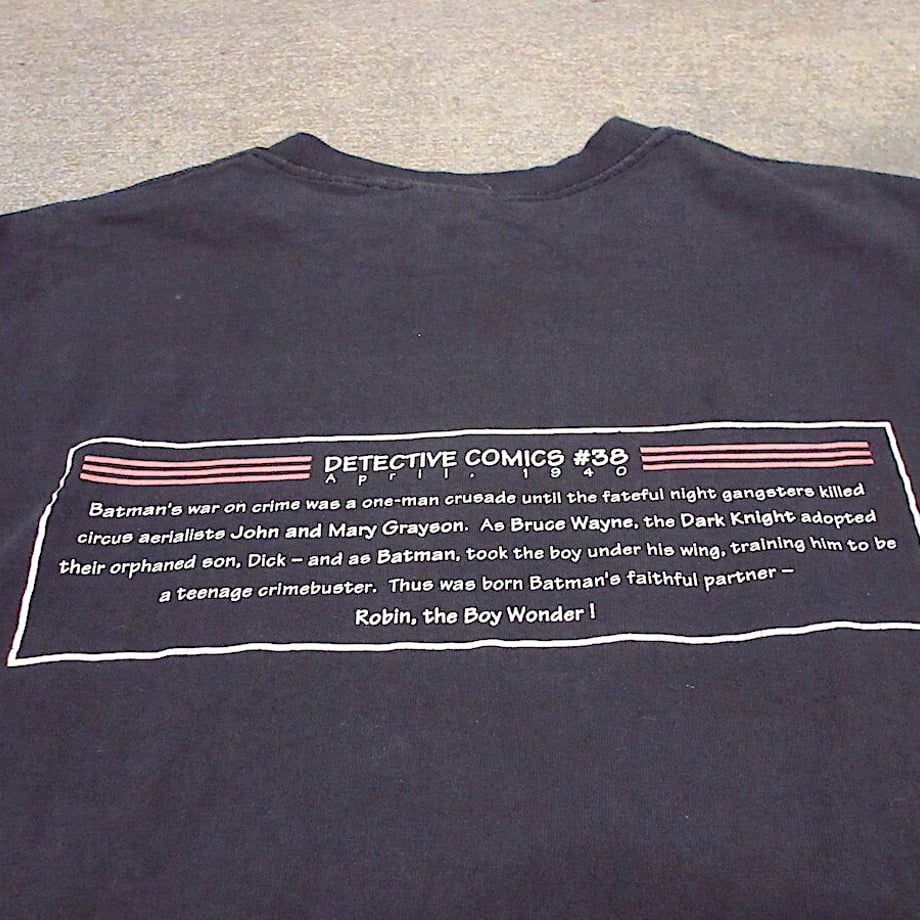 DETECTIVE COMICS #38
April, 1940
Batman's war on crime was a one-man crusade until the fateful night gangsters killed
circus aerialists John and Mary Grayson. As Bruce Wayne, the Dark Knight adopted
their orphaned son, Dick – and as Batman, took the boy under his wing, training him to be
a teenage crimebuster. Thus was born Batman's faithful partner –
Robin, the Boy Wonder!